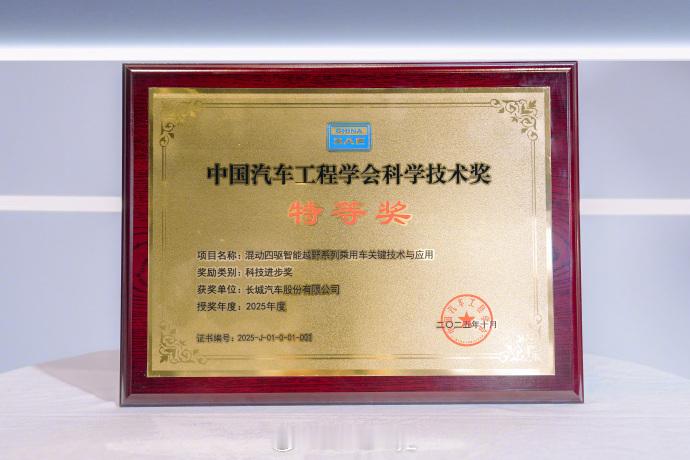 CHINA
中国汽车工程学会科学技术奖
特等奖
项目名称：混动四驱智能越野系列乘用车关键技术与应用
奖励类别：科技进步奖
获奖单位：长城汽车股份有限公司
授奖年度：2025年度
二〇二五年十月
证书编号：2025-J-01-0-01-001